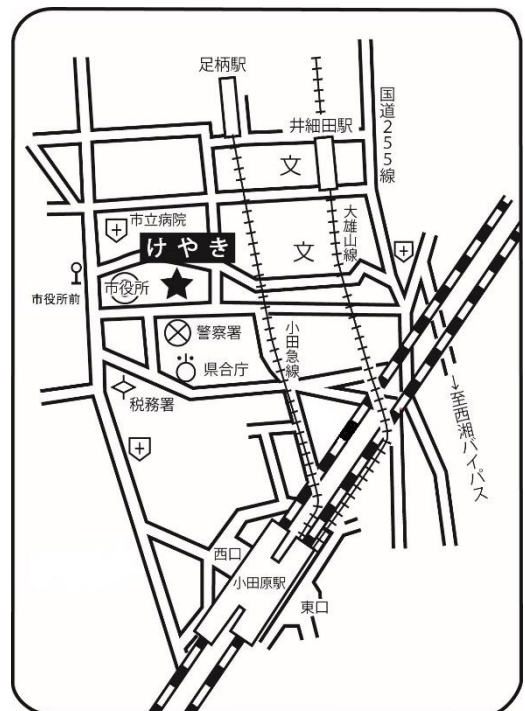 足柄駅
井細田駅
国道255線
文
市立病院
大雄山線
けやき
文
市役所前
市役所
警察署
小田急線
県合庁
税務署
→至西湘バイパス
西口
小田原駅
東口